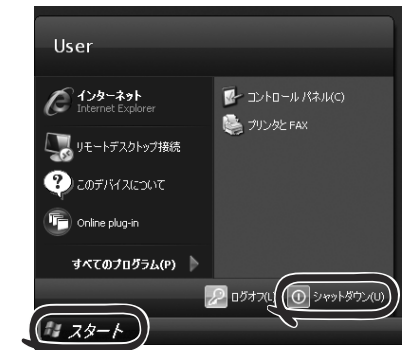 User
インターネット
Internet Explorer
リモートデスクトップ接続
このデバイスについて
Online plug-in
すべてのプログラム(P)
コントロール パネル(C)
プリンタと FAX
ログオフ(L)
シャットダウン(U)
スタート